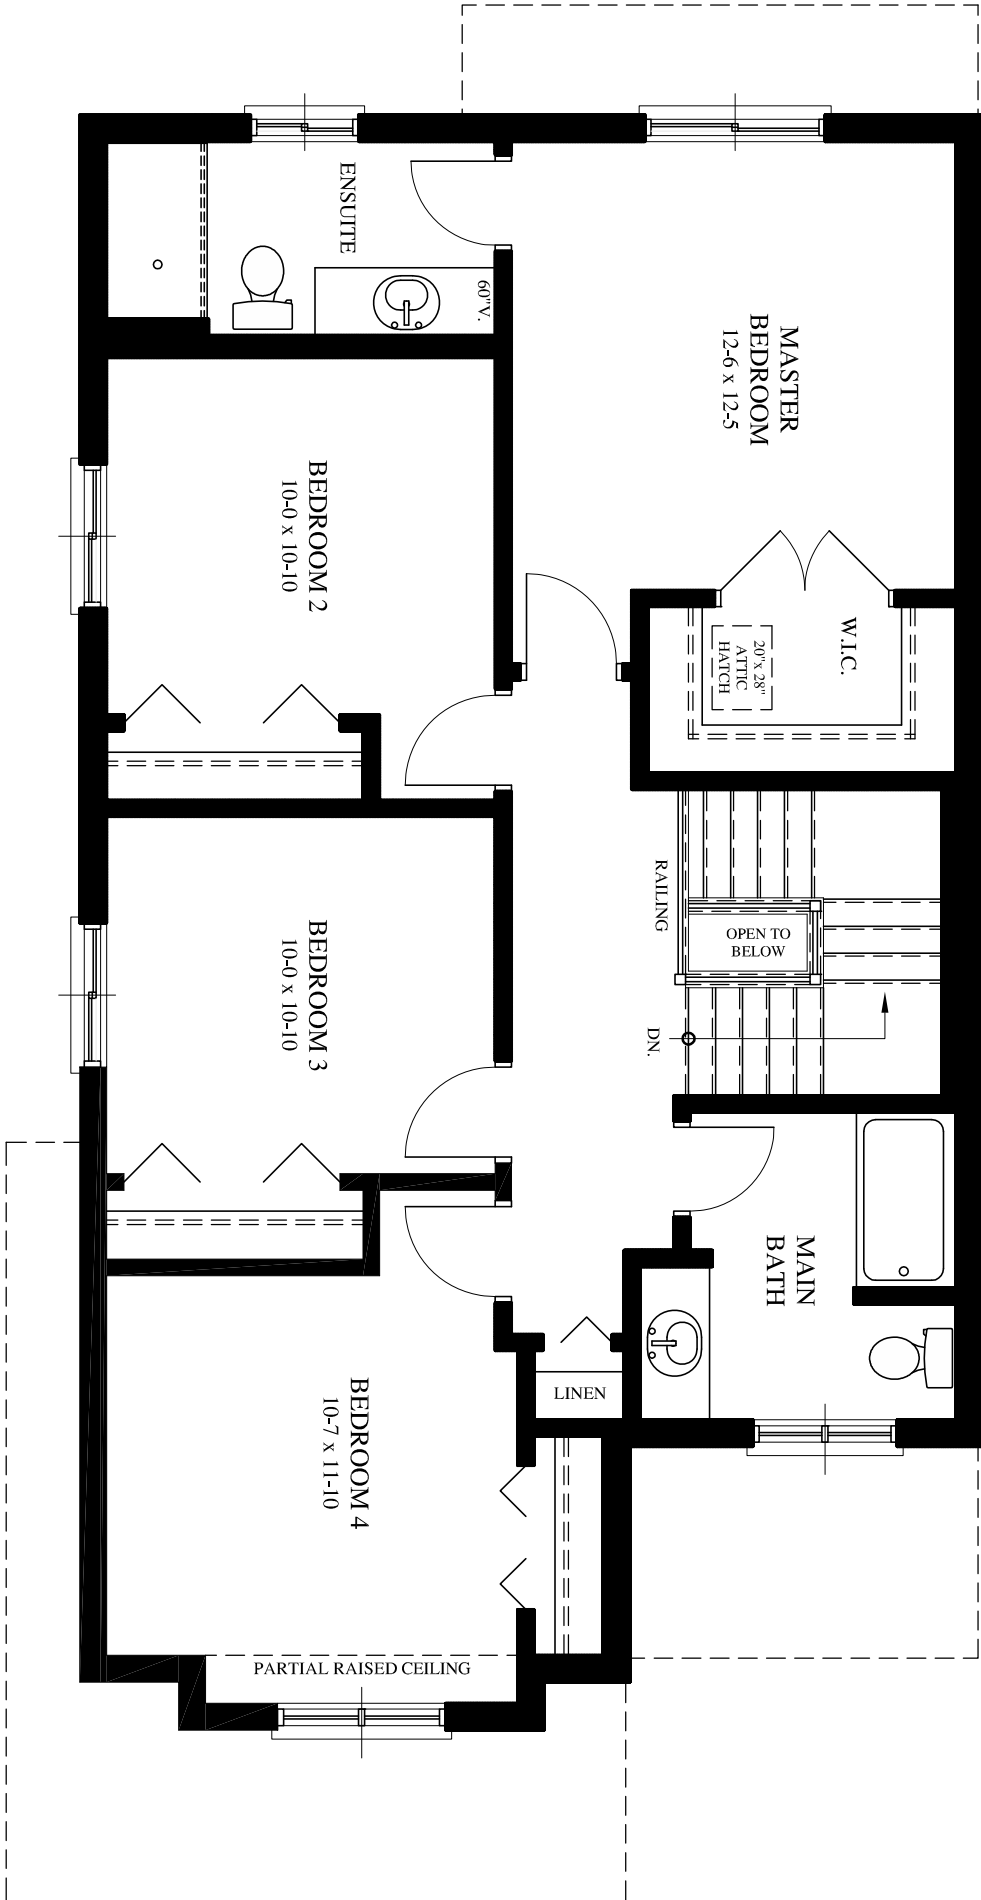 ENSUITE
60"V.
MASTER
BEDROOM
12-6 x 12-5
BEDROOM 2
10-0 x 10-10
W.I.C.
20"x 28"
ATTIC
HATCH
RAILING
OPEN TO
BELOW
DN.
BEDROOM 3
10-0 x 10-10
MAIN
BATH
LINEN
BEDROOM 4
10-7 x 11-10
PARTIAL RAISED CEILING